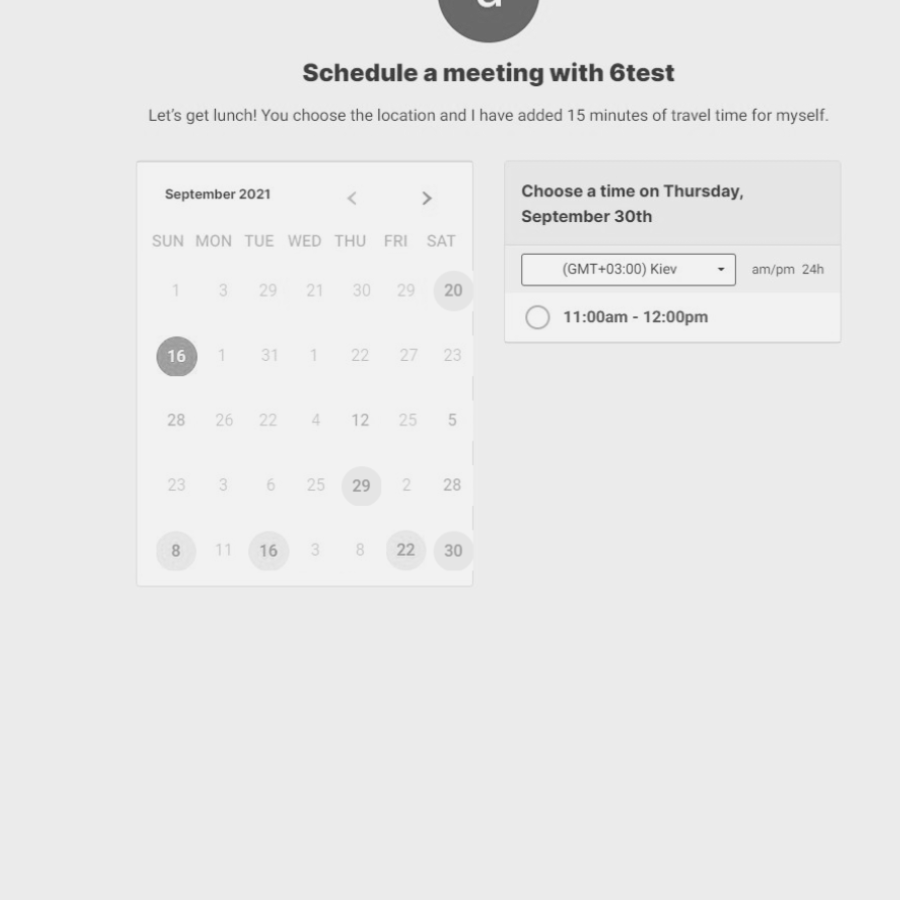 Schedule a meeting with 6test
Let's get lunch! You choose the location and I have added 15 minutes of travel time for myself.
September 2021 < >
SUN MON TUE WED THU FRI SAT
1 3 29 21 30 29 20
16 1 31 1 22 27 23
28 26 22 4 12 25 5
23 3 6 25 29 2 28
8 11 16 3 8 22 30
Choose a time on Thursday,
September 30th
(GMT+03:00) Kiev am/pm 24h
11:00am - 12:00pm